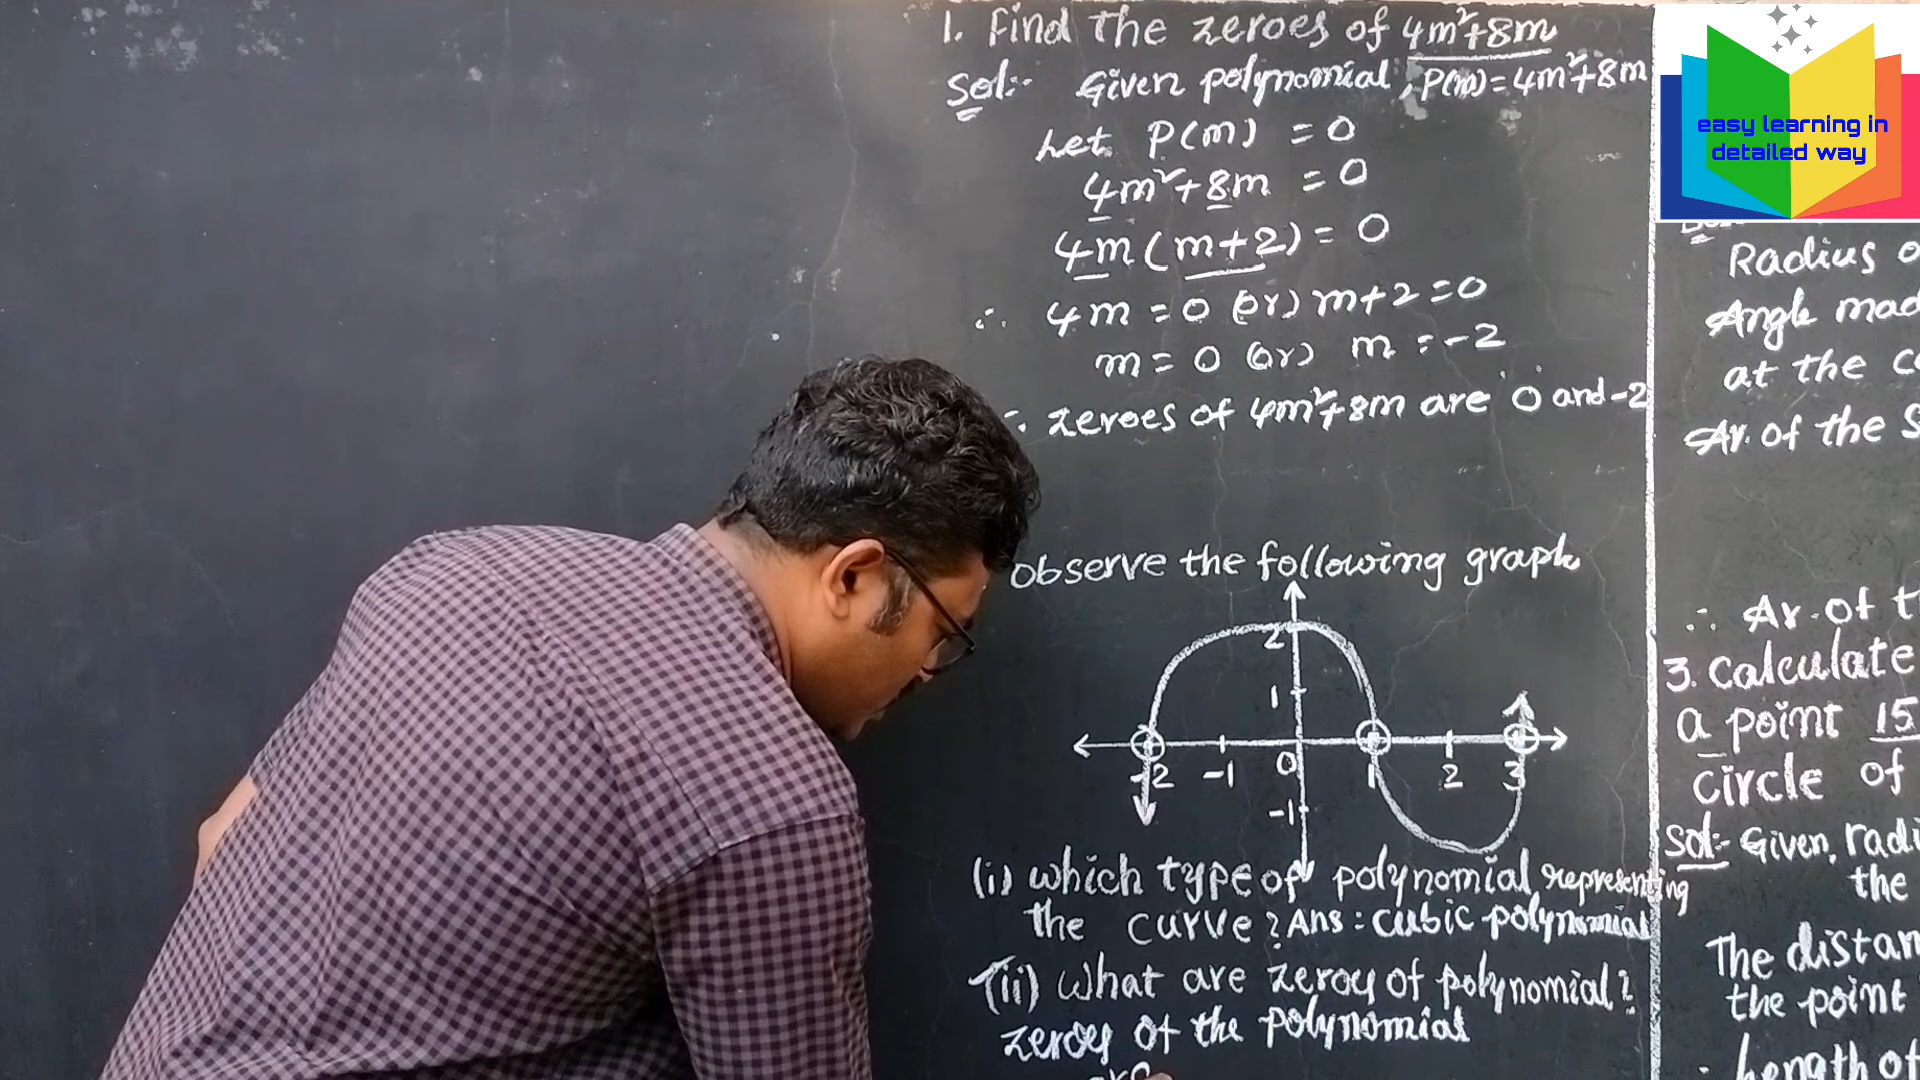 1. Find the zeroes of 4m²+8m
Sol:- Given polynomial, P(m)=4m²+8m
Let P(m) = 0
4m²+8m = 0
4m(m+2) = 0
∴ 4m = 0 (or) m+2=0
m = 0 (or) m = -2
∴ zeroes of 4m²+8m are 0 and -2
observe the following graph
2
1
-2 -1 0 1 2 3
-1
(i) which type of polynomial representing
the curve? Ans: cubic polynomial
(ii) what are zeroes of polynomial?
zeroes of the polynomial
are
easy learning in
detailed way
Radius o
Angle mad
at the c
Ar. of the S
∴ Ar. of t
3. calculate
a point 15
circle of
Sol:- Given, radi
the
The distan
the point
Length of